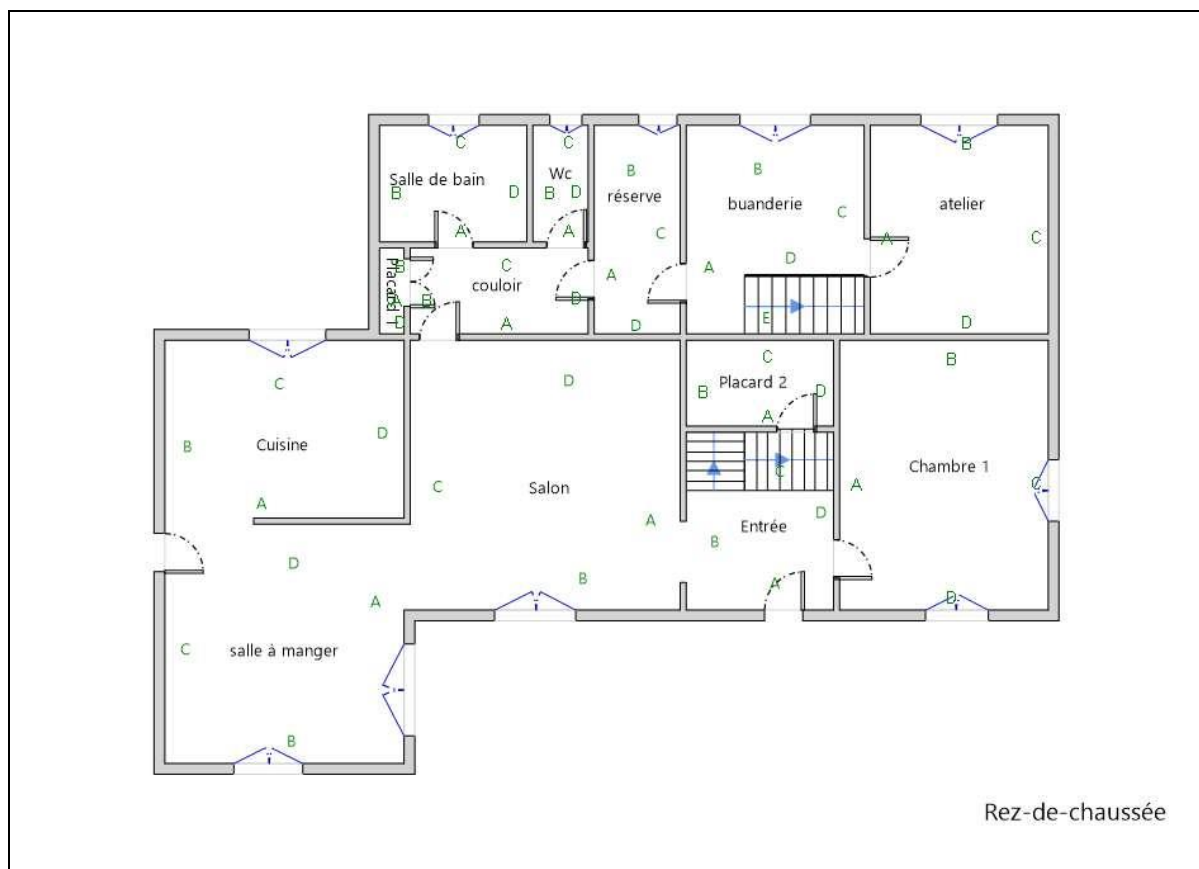 C
C
B
B
Salle de bain
Wc
B
D
B
D
réserve
B
buanderie
atelier
C
A
A
C
A
C
B
C
A
A
D
Placard 1
A
B
couloir
D
D
A
D
E
D
C
D
C
B
Placard 2
D
B
A
B
Cuisine
D
C
Salon
A
C
Chambre 1
A
C
A
B
Entrée
D
D
A
B
A
D
C
salle à manger
B
Rez-de-chaussée